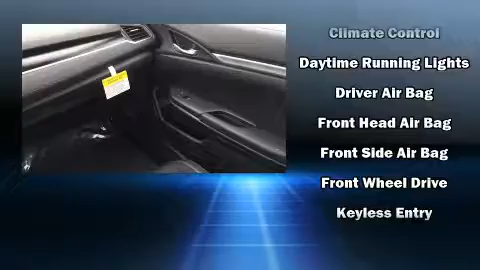 Climate Control
Daytime Running Lights
Driver Air Bag
Front Head Air Bag
Front Side Air Bag
Front Wheel Drive
Keyless Entry